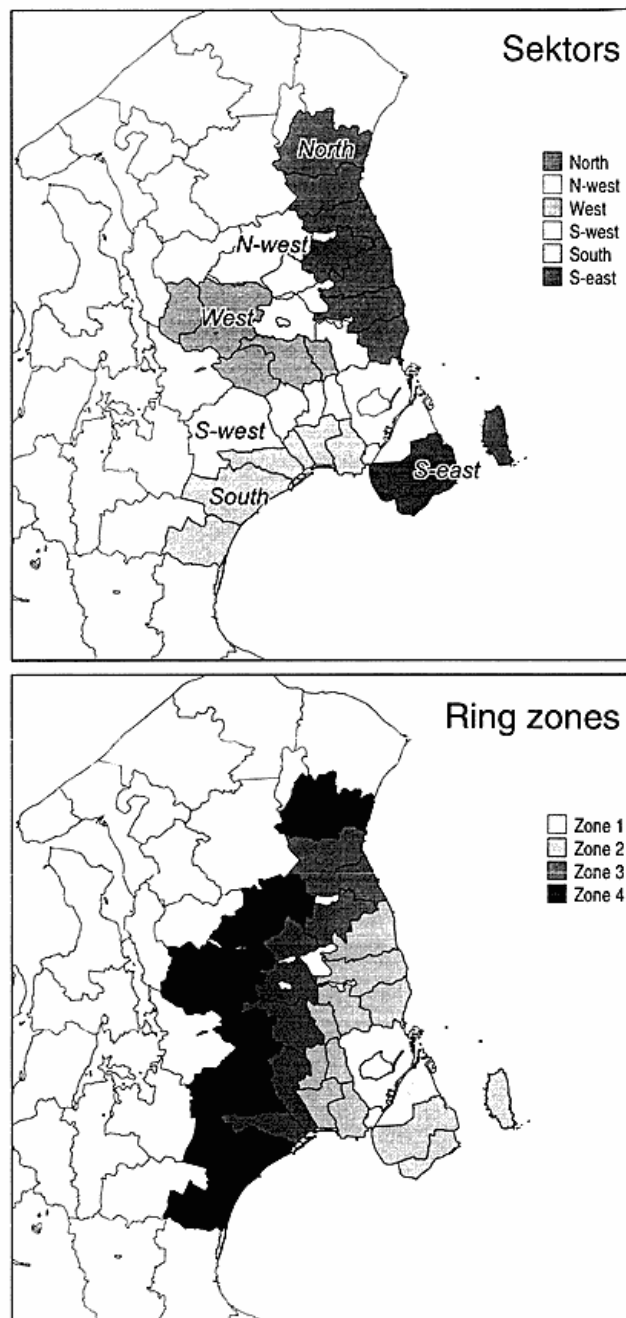 Sektors
North
N-west
West
S-west
South
S-east
North
N-west
West
S-west
South
S-east
Ring zones
Zone 1
Zone 2
Zone 3
Zone 4